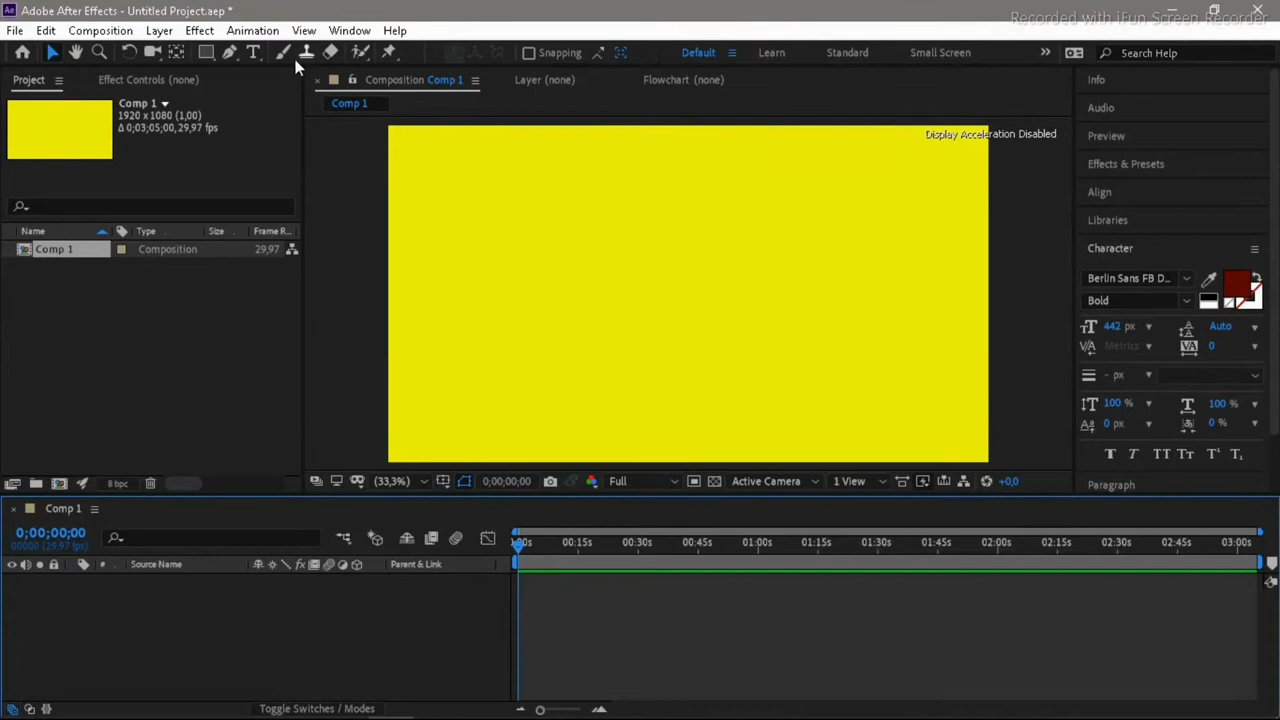 Ae Adobe After Effects - Untitled Project.aep *
Recorded with iFun Screen Recorder
File Edit Composition Layer Effect Animation View Window Help
T Snapping Default Learn Standard Small Screen Search Help
Project Effect Controls (none) Composition Comp 1 Layer (none) Flowchart (none) Info
Comp 1
1920 x 1080 (1,00)
Δ 0;03;05;00, 29,97 fps
Comp 1
Display Acceleration Disabled
Audio
Preview
Effects & Presets
Align
Libraries
Character
Berlin Sans FB D...
Bold
442 px Auto
Metrics 0
- px
100 % 100 %
0 px 0 %
T T TT Tт T¹ T₁
Paragraph
Name Type Size Frame R...
Comp 1 Composition 29,97
8 bpc
(33,3%) 0;00;00;00 Full Active Camera 1 View +0,0
Comp 1
0;00;00;00
00000 (29.97 fps)
:00s 00:15s 00:30s 00:45s 01:00s 01:15s 01:30s 01:45s 02:00s 02:15s 02:30s 02:45s 03:00s
# Source Name fx Parent & Link
Toggle Switches / Modes